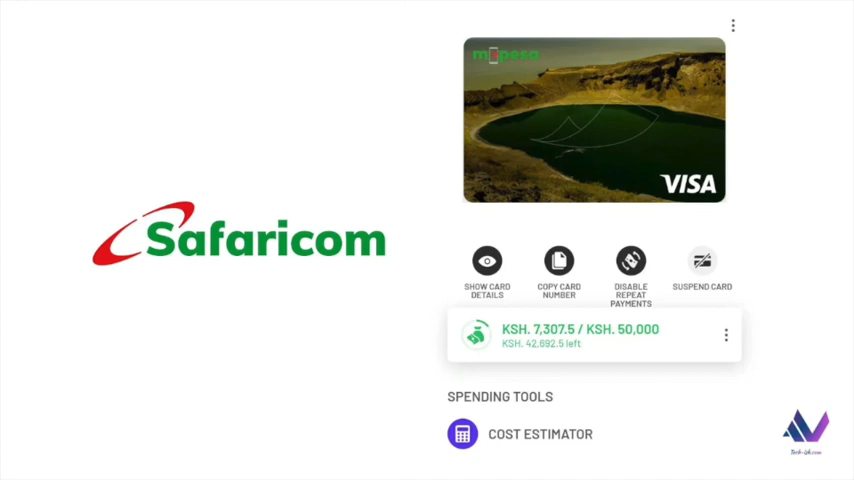 Safaricom
m-pesa
VISA
SHOW CARD
DETAILS
COPY CARD
NUMBER
DISABLE
REPEAT
PAYMENTS
SUSPEND CARD
KSH. 7,307.5 / KSH. 50,000
KSH. 42,692.5 left
SPENDING TOOLS
COST ESTIMATOR